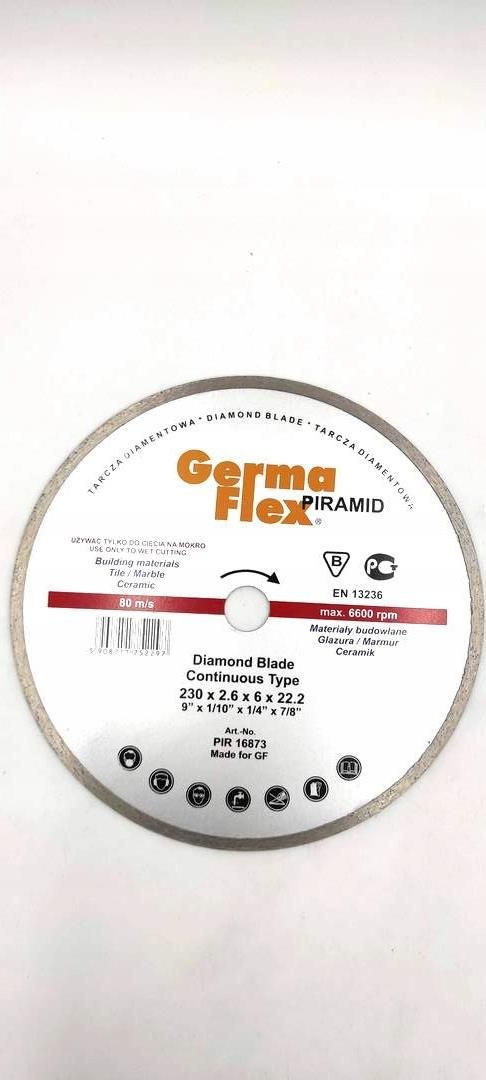 TARCZA DIAMENTOWA * DIAMOND BLADE * TARCZA DIAMENTOWA
Germa
Flex®
PIRAMID
UŻYWAĆ TYLKO DO CIĘCIA NA MOKRO
USE ONLY TO WET CUTTING
Building materials
Tile / Marble
Ceramic
B
PG
EN 13236
80 m/s
max. 6600 rpm
Materiały budowlane
Glazura / Marmur
Ceramik
Diamond Blade
Continuous Type
230 x 2.6 x 6 x 22.2
9" x 1/10" x 1/4" x 7/8"
Art.-No.
PIR 16873
Made for GF